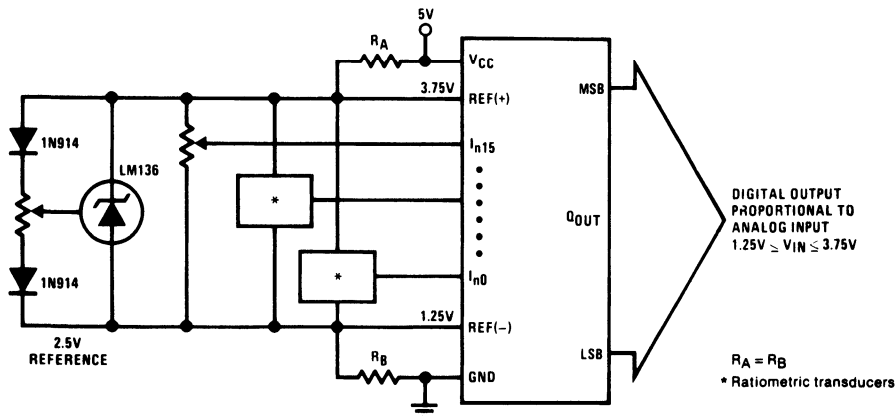 5V
RA
VCC
3.75V
REF(+)
MSB
1N914
In15
LM136
*
DIGITAL OUTPUT
PROPORTIONAL TO
QOUT
ANALOG INPUT
1.25V ≥ VIN ≤ 3.75V
*
In0
1N914
1.25V
REF(−)
2.5V
REFERENCE
RB
LSB
GND
RA = RB
* Ratiometric transducers